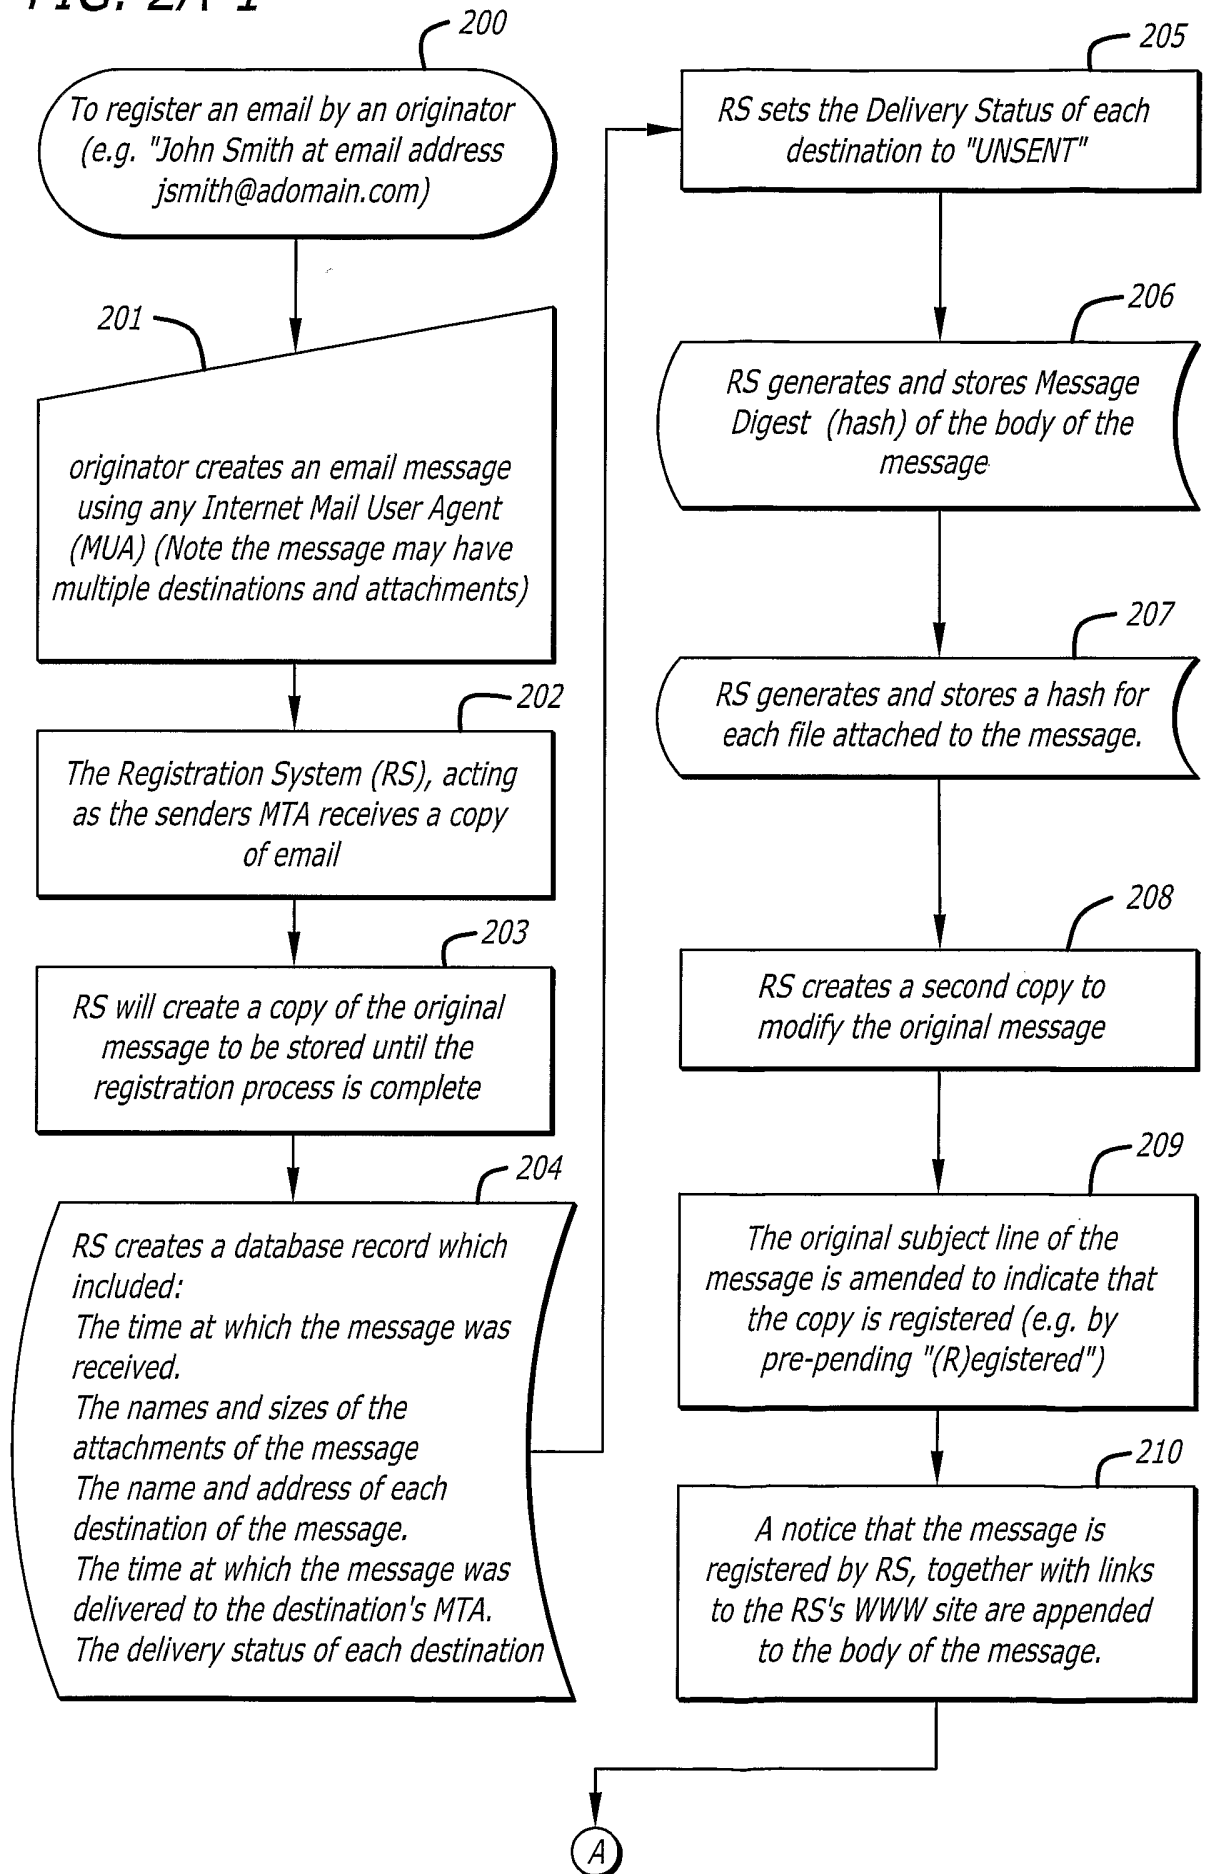 FIG. 2A-1
200
To register an email by an originator
(e.g. "John Smith at email address
jsmith@adomain.com)
201
originator creates an email message
using any Internet Mail User Agent
(MUA) (Note the message may have
multiple destinations and attachments)
202
The Registration System (RS), acting
as the senders MTA receives a copy
of email
203
RS will create a copy of the original
message to be stored until the
registration process is complete
204
RS creates a database record which
included:
The time at which the message was
received.
The names and sizes of the
attachments of the message
The name and address of each
destination of the message.
The time at which the message was
delivered to the destination's MTA.
The delivery status of each destination
205
RS sets the Delivery Status of each
destination to "UNSENT"
206
RS generates and stores Message
Digest (hash) of the body of the
message
207
RS generates and stores a hash for
each file attached to the message.
208
RS creates a second copy to
modify the original message
209
The original subject line of the
message is amended to indicate that
the copy is registered (e.g. by
pre-pending "(R)egistered")
210
A notice that the message is
registered by RS, together with links
to the RS's WWW site are appended
to the body of the message.
A